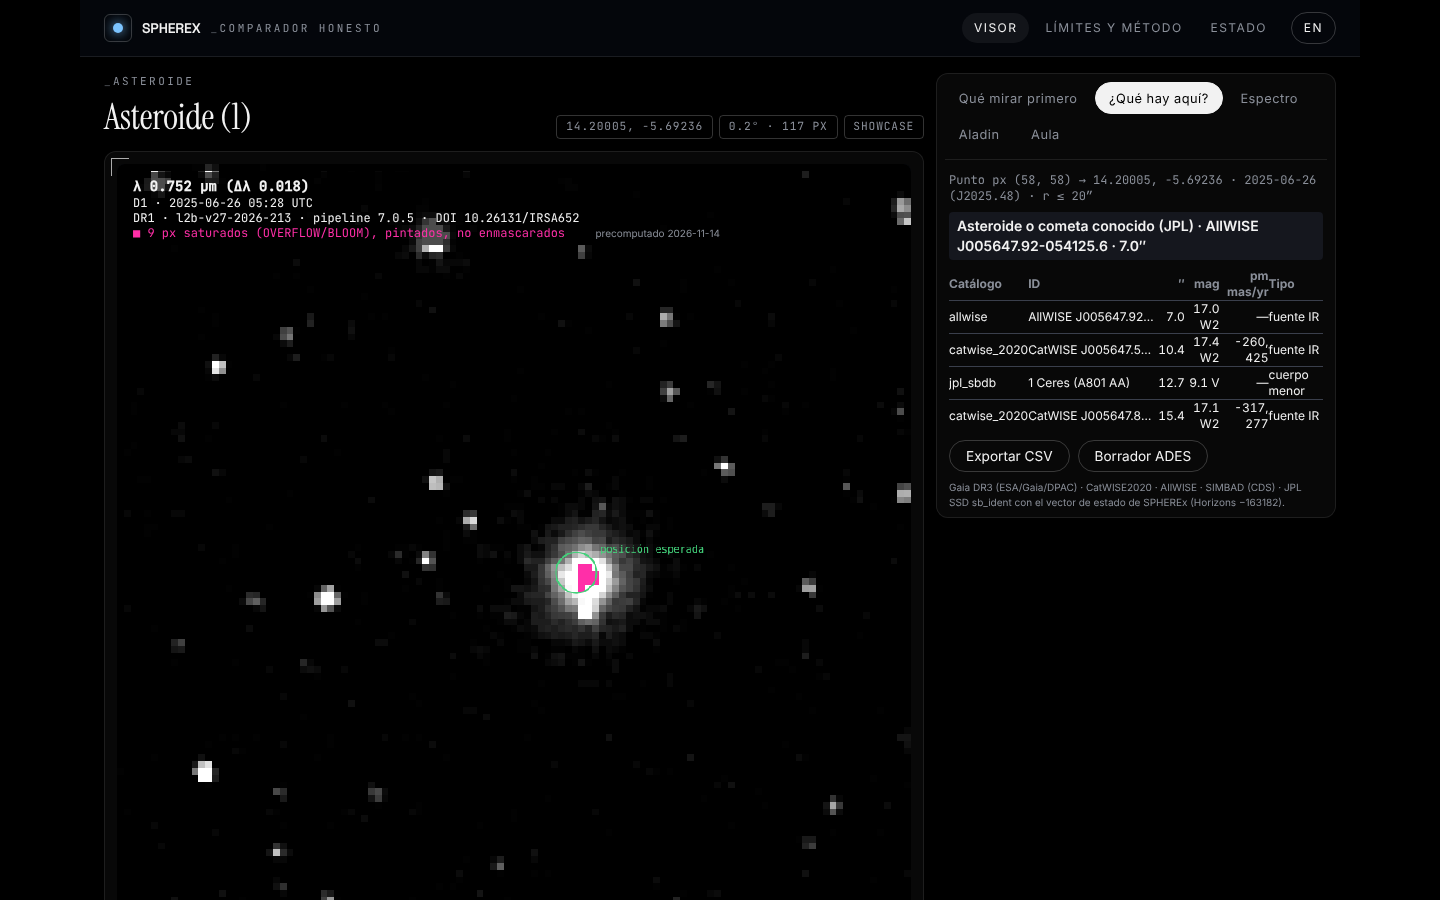 SPHEREX _COMPARADOR HONESTO
VISOR LÍMITES Y MÉTODO ESTADO EN
_ASTEROIDE
Asteroide (1)
14.20005, -5.69236 0.2° · 117 PX SHOWCASE
λ 0.752 µm (Δλ 0.018)
D1 · 2025-06-26 05:28 UTC
DR1 · l2b-v27-2026-213 · pipeline 7.0.5 · DOI 10.26131/IRSA652
■ 9 px saturados (OVERFLOW/BLOOM), pintados, no enmascarados precomputado 2026-11-14
posición esperada
Qué mirar primero ¿Qué hay aquí? Espectro
Aladin Aula
Punto px (58, 58) → 14.20005, -5.69236 · 2025-06-26
(J2025.48) · r ≤ 20″
Asteroide o cometa conocido (JPL) · AllWISE
J005647.92-054125.6 · 7.0″
Catálogo ID ″ mag pm mas/yr Tipo
allwise AllWISE J005647.92… 7.0 17.0 W2 — fuente IR
catwise_2020 CatWISE J005647.5… 10.4 17.4 W2 -260, 425 fuente IR
jpl_sbdb 1 Ceres (A801 AA) 12.7 9.1 V — cuerpo menor
catwise_2020 CatWISE J005647.8… 15.4 17.1 W2 -317, 277 fuente IR
Exportar CSV Borrador ADES
Gaia DR3 (ESA/Gaia/DPAC) · CatWISE2020 · AllWISE · SIMBAD (CDS) · JPL
SSD sb_ident con el vector de estado de SPHEREx (Horizons −163182).